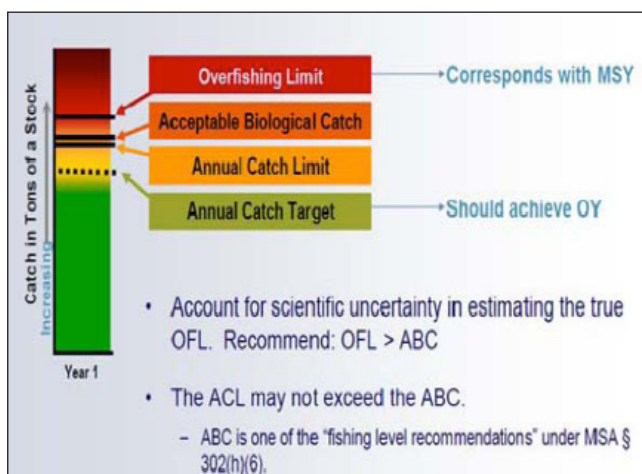 Overfishing Limit
Corresponds with MSY
Acceptable Biological Catch
Annual Catch Limit
Annual Catch Target
Should achieve OY
Catch in Tons of a Stock
Increasing
Year 1
• Account for scientific uncertainty in estimating the true
OFL. Recommend: OFL > ABC
• The ACL may not exceed the ABC.
– ABC is one of the “fishing level recommendations” under MSA §
302(h)(6).